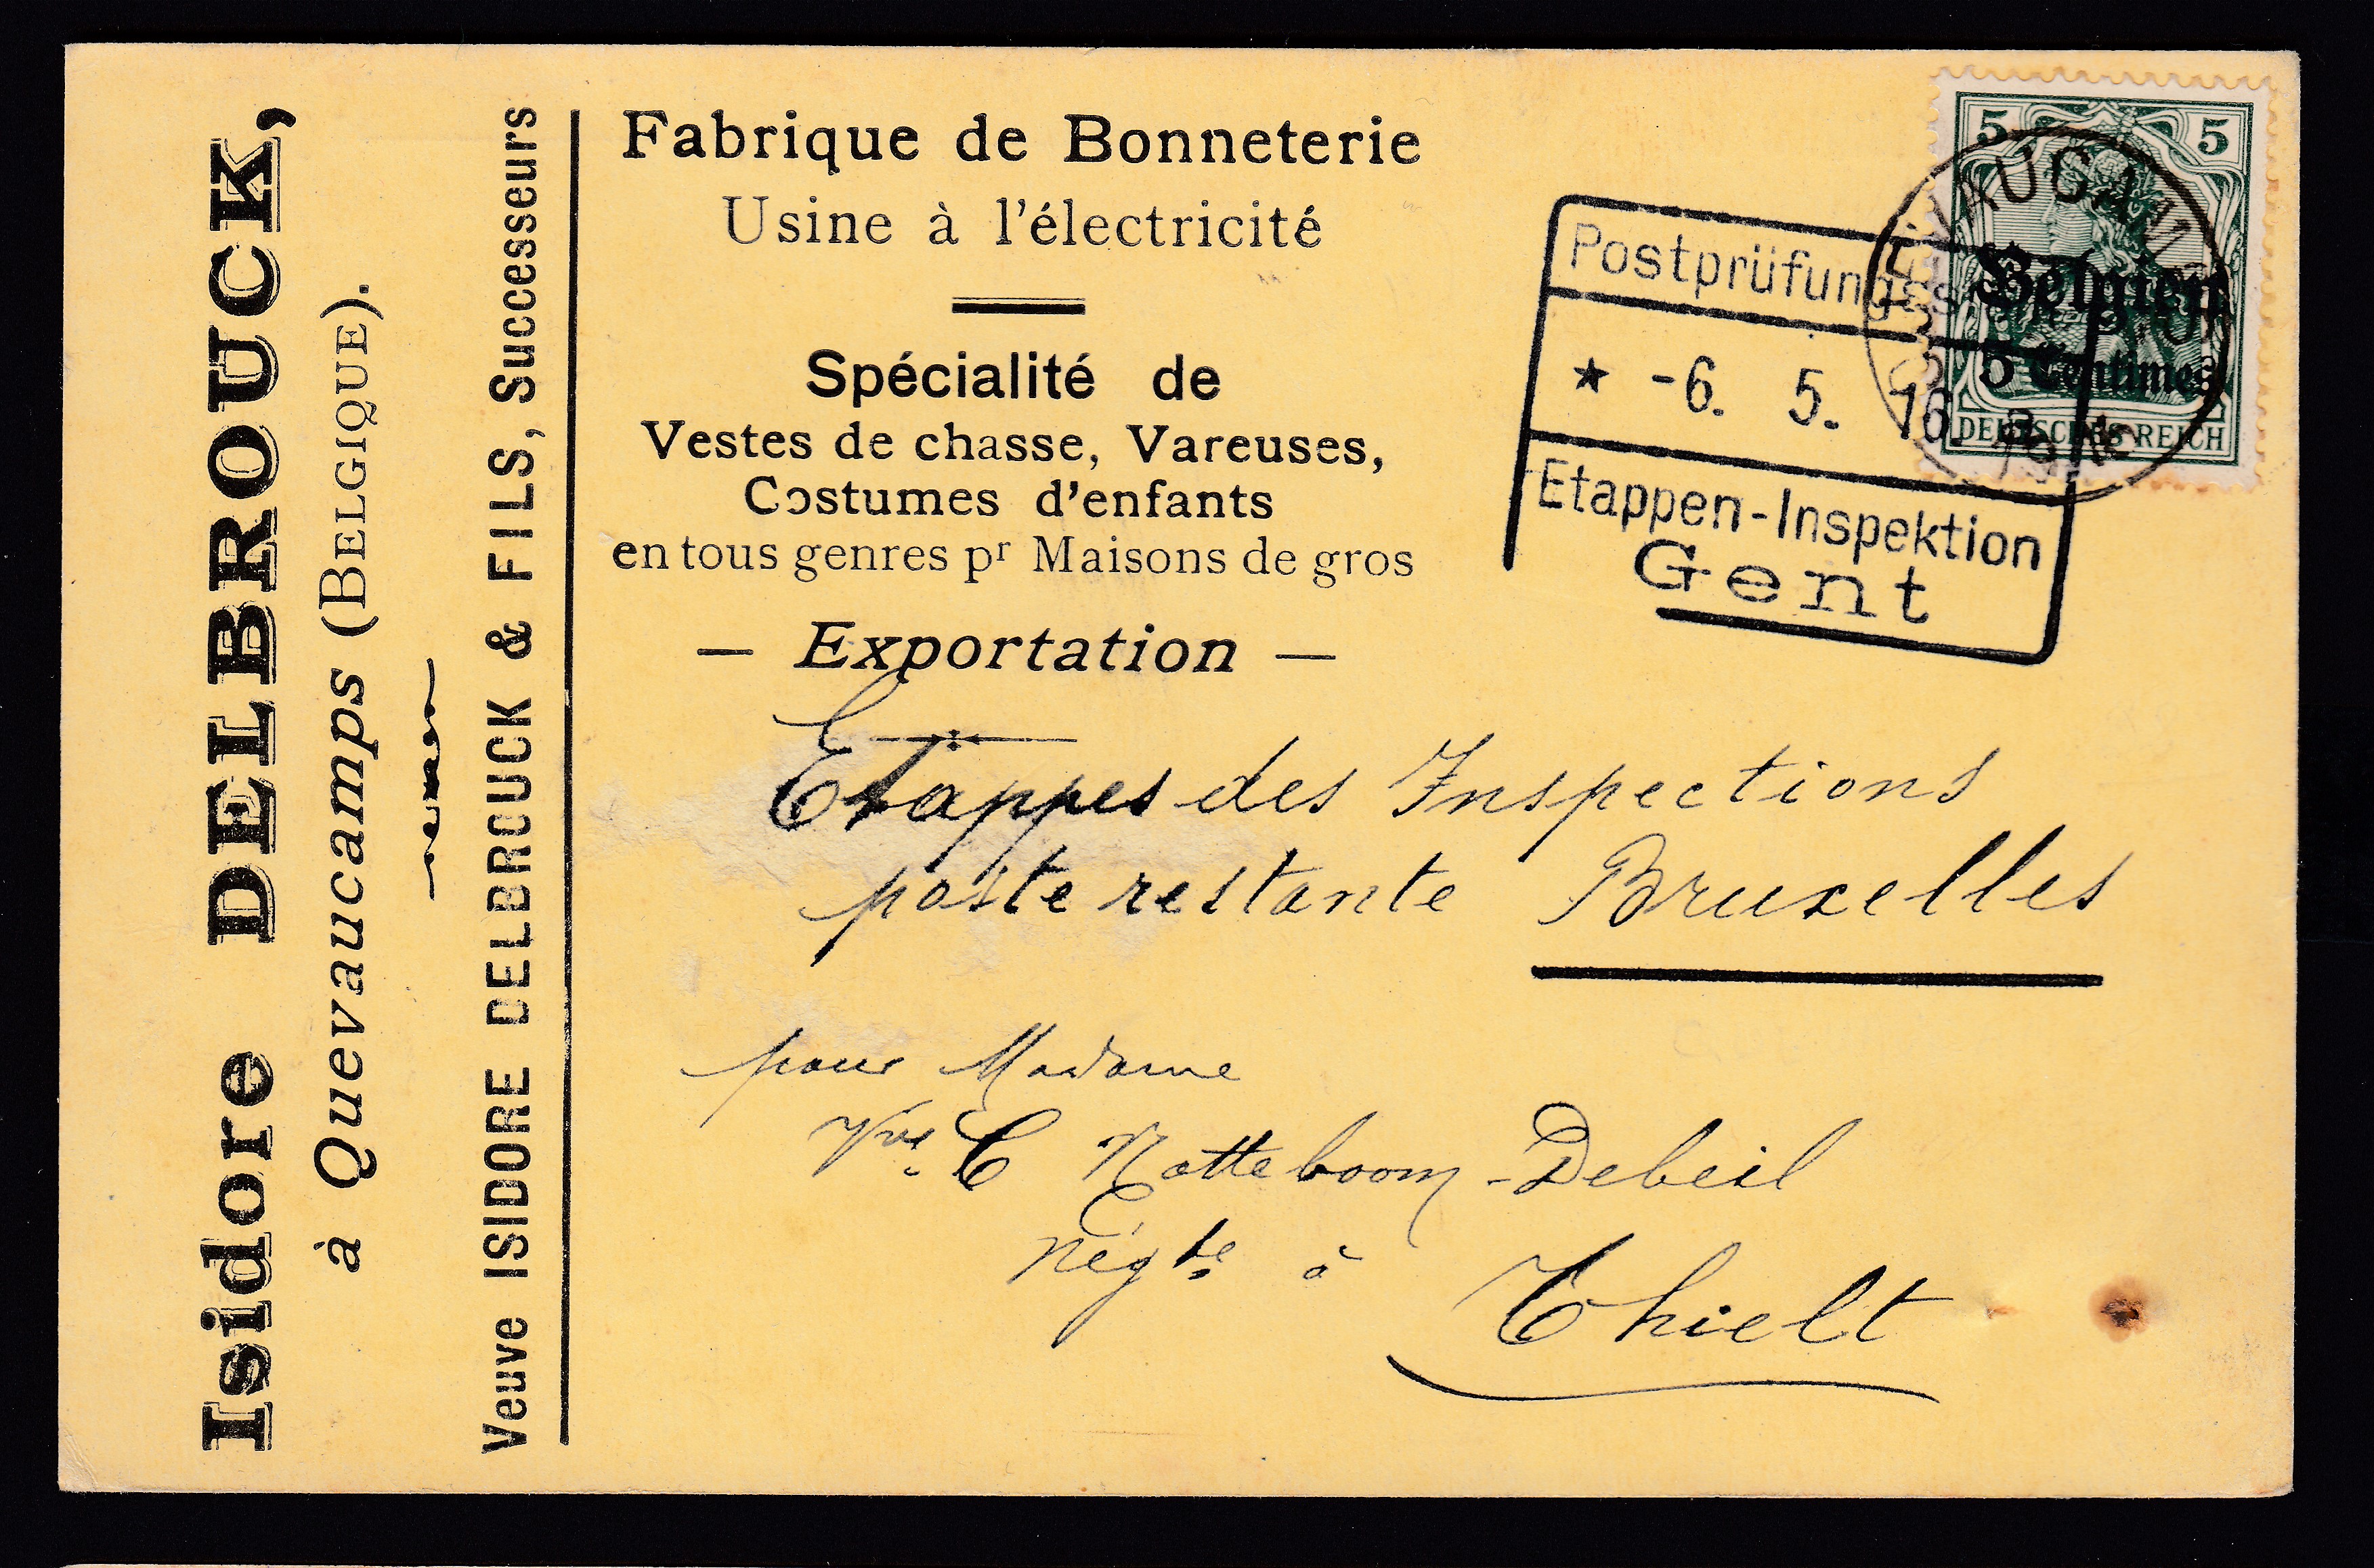 Isidore DELBROUCK,
à Quevaucamps (BELGIQUE).
Veuve ISIDORE DELBROUCK & FILS, Successeurs
Fabrique de Bonneterie
Usine à l'électricité
Spécialité de
Vestes de chasse, Vareuses,
Costumes d'enfants
en tous genres pr Maisons de gros
— Exportation —
5 5
Belgien
5 Centimes
DEUTSCHES REICH
Postprüfungs
* -6. 5. 16
Etappen-Inspektion
Gent
Etappes des Inspections
poste restante Bruxelles
pour Madame
Vve C Notteboom-Debeil
Négte à
Thielt